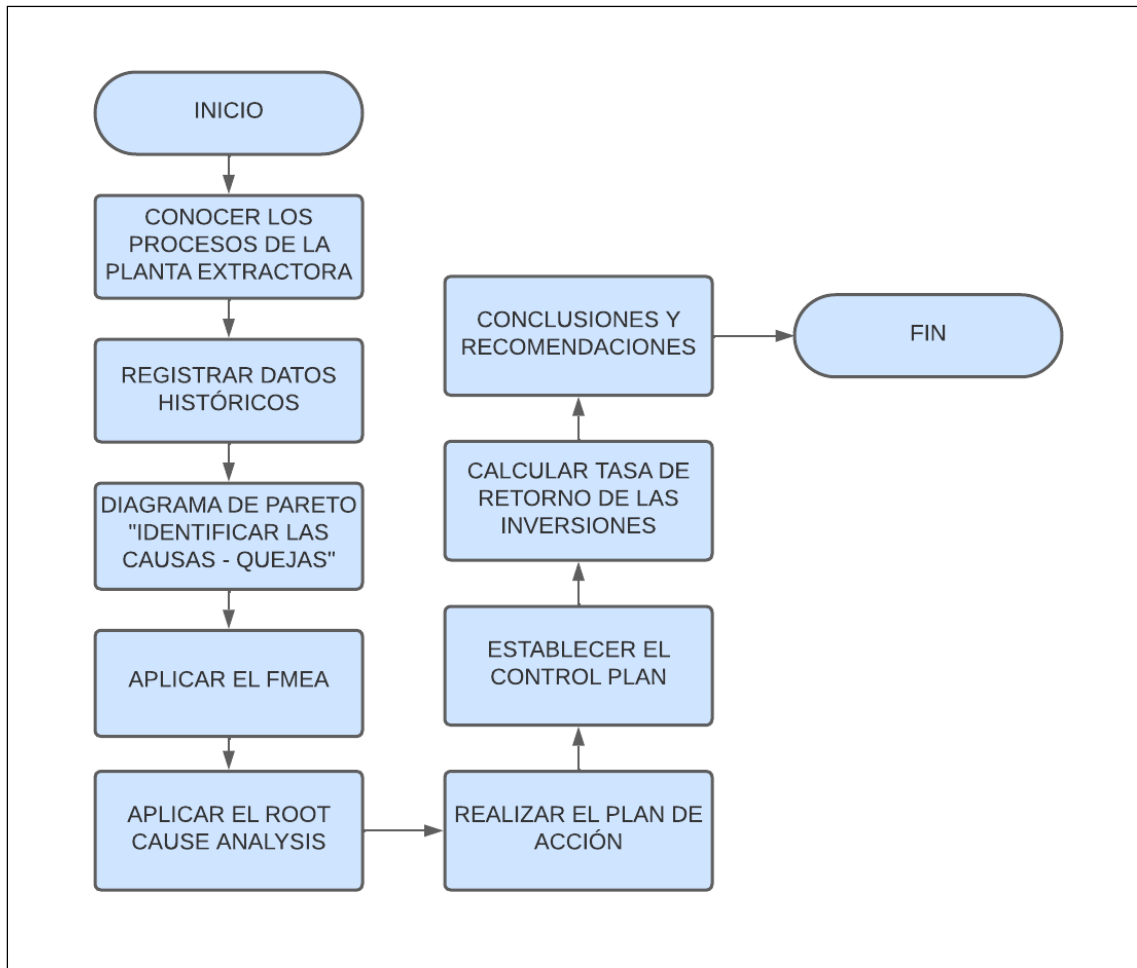 INICIO
CONOCER LOS
PROCESOS DE LA
PLANTA EXTRACTORA
REGISTRAR DATOS
HISTÓRICOS
DIAGRAMA DE PARETO
"IDENTIFICAR LAS
CAUSAS - QUEJAS"
APLICAR EL FMEA
APLICAR EL ROOT
CAUSE ANALYSIS
REALIZAR EL PLAN DE
ACCIÓN
ESTABLECER EL
CONTROL PLAN
CALCULAR TASA DE
RETORNO DE LAS
INVERSIONES
CONCLUSIONES Y
RECOMENDACIONES
FIN